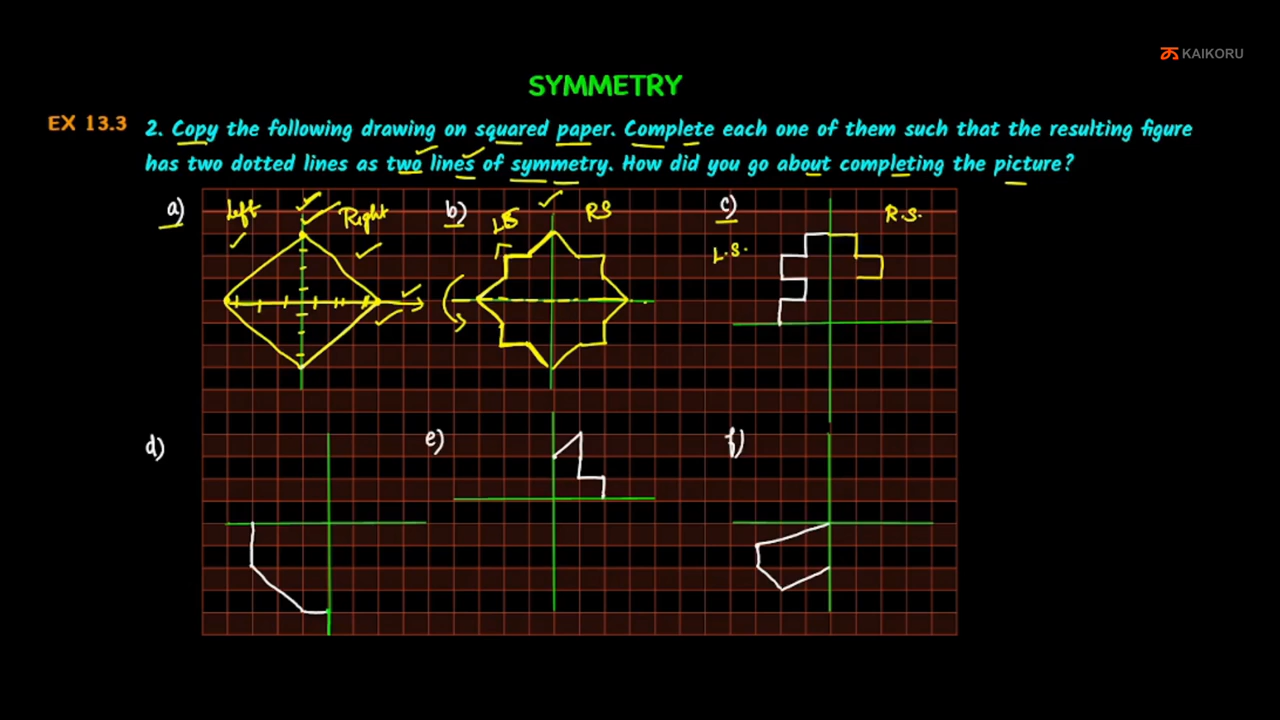 KAIKORU
SYMMETRY
EX 13.3
2. Copy the following drawing on squared paper. Complete each one of them such that the resulting figure
has two dotted lines as two lines of symmetry. How did you go about completing the picture?
a) Left Right b) LS RS c) R.S.
L.S.
d) e) f)